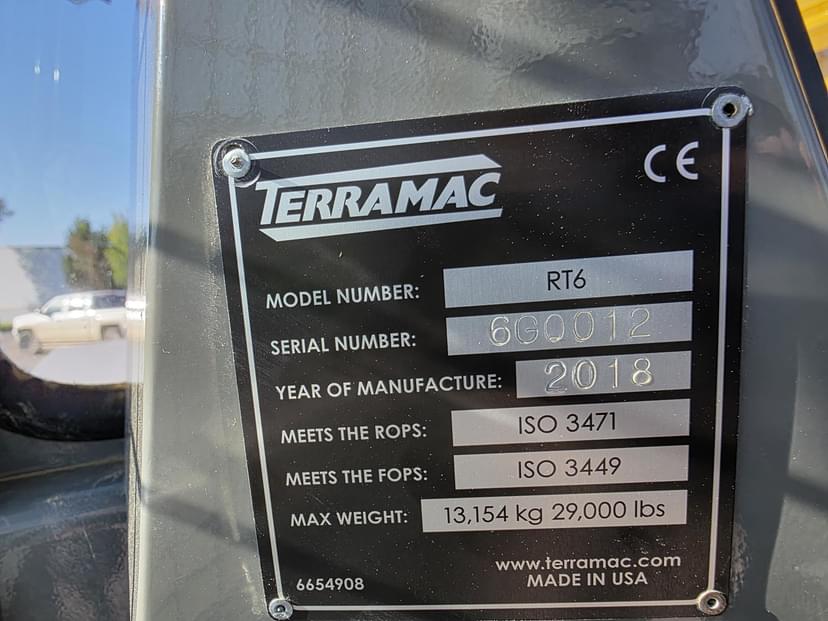 TERRAMAC
CE
MODEL NUMBER: RT6
SERIAL NUMBER: 6G0012
YEAR OF MANUFACTURE: 2018
MEETS THE ROPS: ISO 3471
MEETS THE FOPS: ISO 3449
MAX WEIGHT: 13,154 kg 29,000 lbs
www.terramac.com
6654908 MADE IN USA